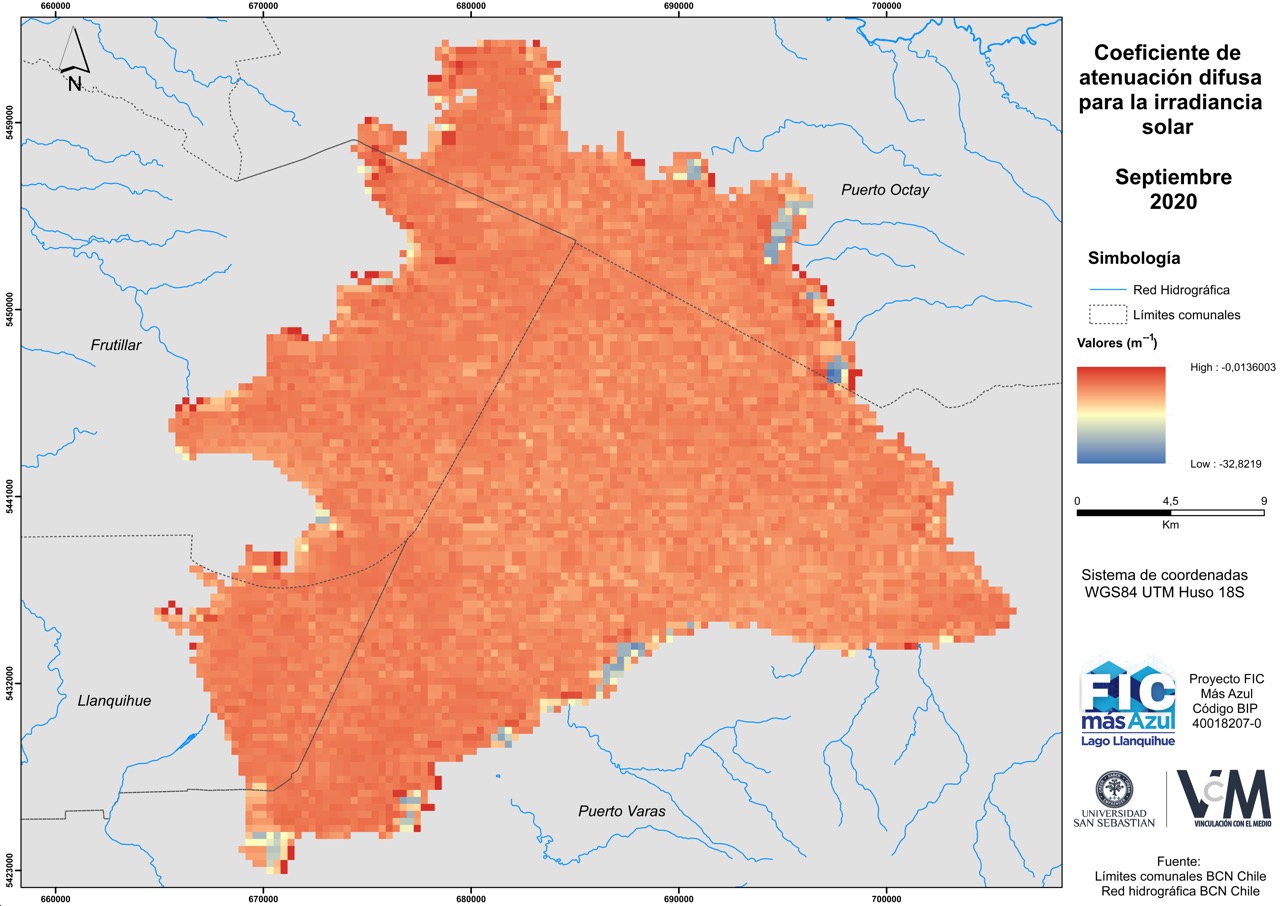 660000
670000
680000
690000
700000
N
5459000
5450000
5441000
5432000
5423000
Puerto Octay
Frutillar
Llanquihue
Puerto Varas
660000
670000
680000
690000
700000
Coeficiente de
atenuación difusa
para la irradiancia
solar
Septiembre
2020
Simbología
Red Hidrográfica
Límites comunales
Valores (m⁻¹)
High : -0,0136003
Low : -32,8219
0 4,5 9
Km
Sistema de coordenadas
WGS84 UTM Huso 18S
FIC
más Azul
Lago Llanquihue
Proyecto FIC
Más Azul
Código BIP
40018207-0
UNIVERSIDAD
SAN SEBASTIAN
VCM
VINCULACIÓN CON EL MEDIO
Fuente:
Límites comunales BCN Chile
Red hidrográfica BCN Chile